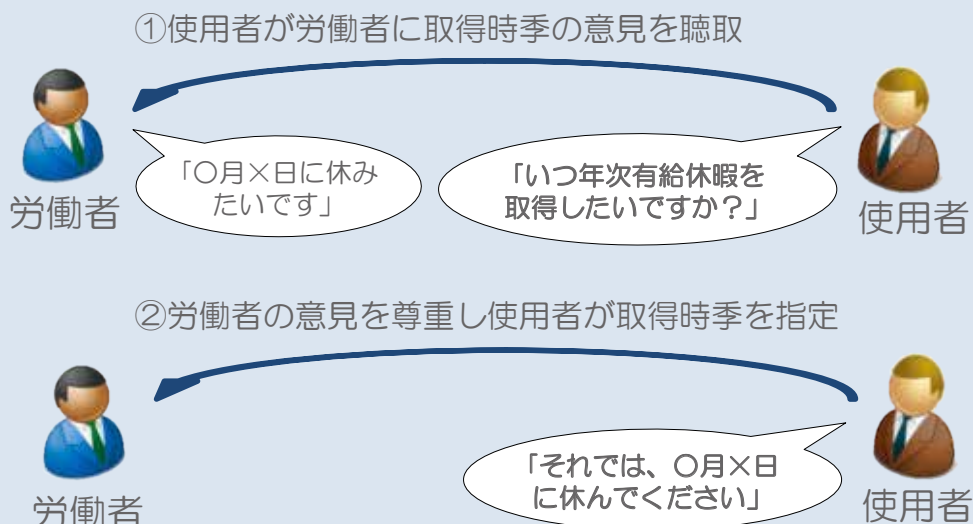 ①使用者が労働者に取得時季の意見を聴取
「〇月×日に休み
たいです」
「いつ年次有給休暇を
取得したいですか？」
労働者
使用者
②労働者の意見を尊重し使用者が取得時季を指定
「それでは、〇月×日
に休んでください」
労働者
使用者